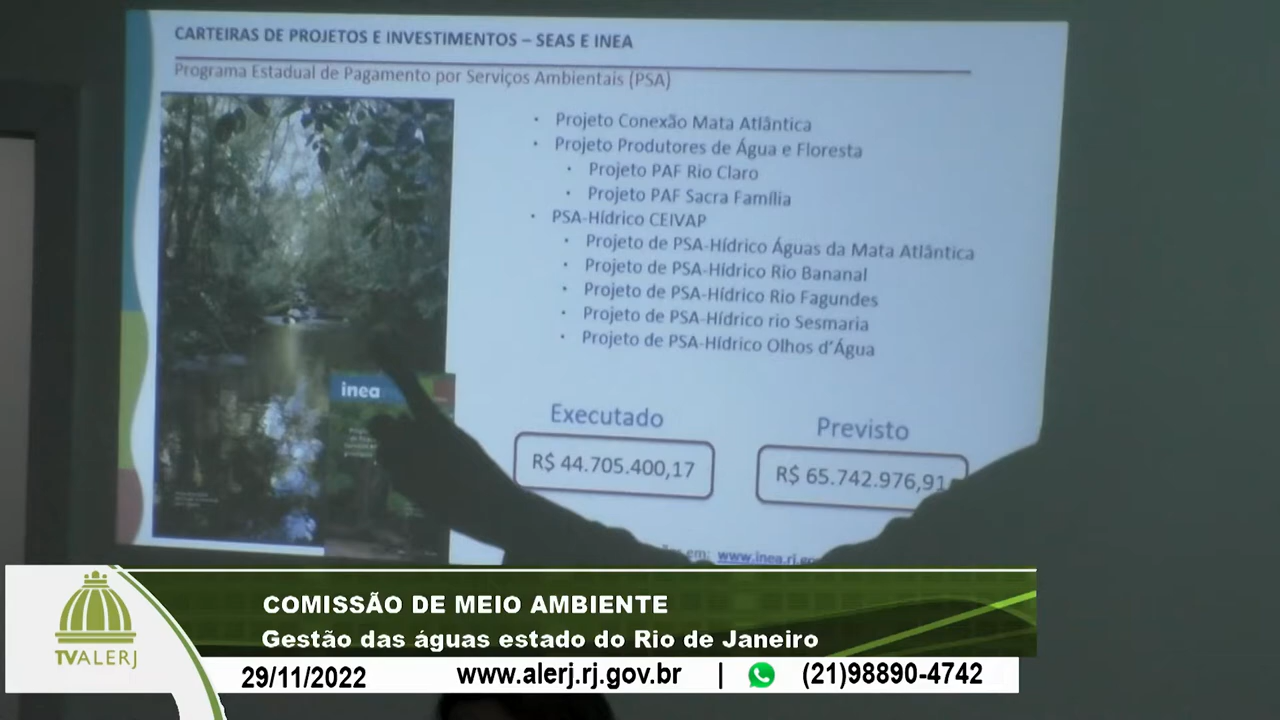 CARTEIRAS DE PROJETOS E INVESTIMENTOS – SEAS E INEA
Programa Estadual de Pagamento por Serviços Ambientais (PSA)
• Projeto Conexão Mata Atlântica
• Projeto Produtores de Água e Floresta
• Projeto PAF Rio Claro
• Projeto PAF Sacra Família
• PSA-Hídrico CEIVAP
• Projeto de PSA-Hídrico Águas da Mata Atlântica
• Projeto de PSA-Hídrico Rio Bananal
• Projeto de PSA-Hídrico Rio Fagundes
• Projeto de PSA-Hídrico rio Sesmaria
• Projeto de PSA-Hídrico Olhos d'Água
inea
Executado
Previsto
R$ 44.705.400,17
R$ 65.742.976,91
em: www.inea.rj.
COMISSÃO DE MEIO AMBIENTE
Gestão das águas estado do Rio de Janeiro
TVALERJ
29/11/2022 www.alerj.rj.gov.br | (21)98890-4742